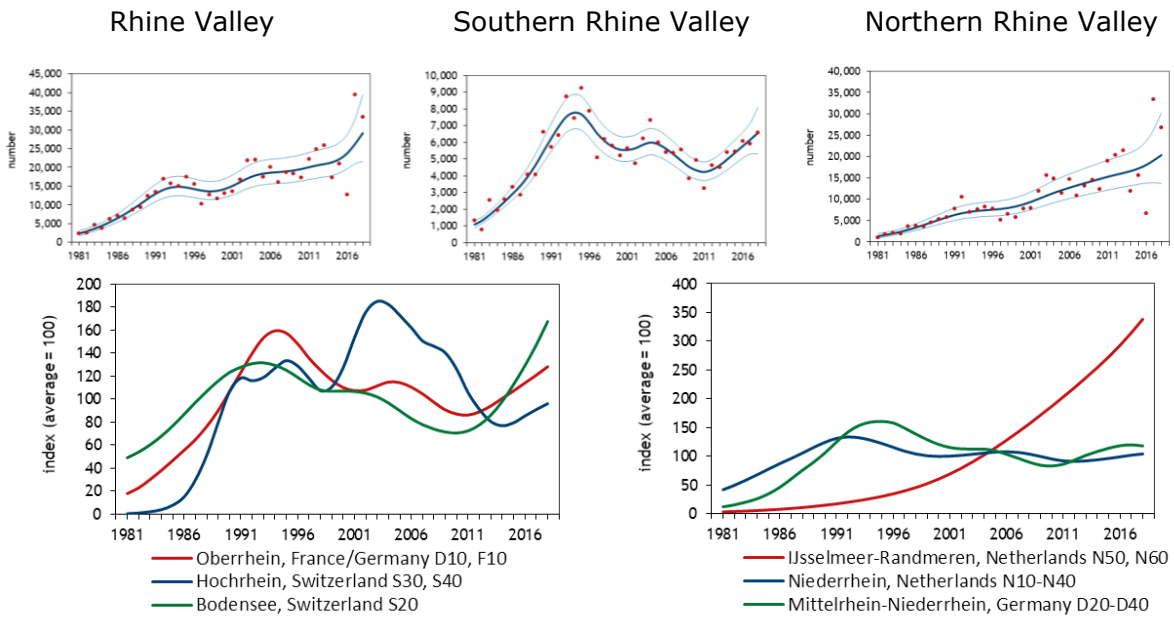 Rhine Valley
Southern Rhine Valley
Northern Rhine Valley
45,000
40,000
35,000
30,000
25,000
20,000
15,000
10,000
5,000
0
number
1981 1986 1991 1996 2001 2006 2011 2016
10,000
9,000
8,000
7,000
6,000
5,000
4,000
3,000
2,000
1,000
0
number
1981 1986 1991 1996 2001 2006 2011 2016
40,000
35,000
30,000
25,000
20,000
15,000
10,000
5,000
0
number
1981 1986 1991 1996 2001 2006 2011 2016
200
180
160
140
120
100
80
60
40
20
0
index (average = 100)
1981 1986 1991 1996 2001 2006 2011 2016
Oberrhein, France/Germany D10, F10
Hochrhein, Switzerland S30, S40
Bodensee, Switzerland S20
400
350
300
250
200
150
100
50
0
index (average = 100)
1981 1986 1991 1996 2001 2006 2011 2016
IJsselmeer-Randmeren, Netherlands N50, N60
Niederrhein, Netherlands N10-N40
Mittelrhein-Niederrhein, Germany D20-D40